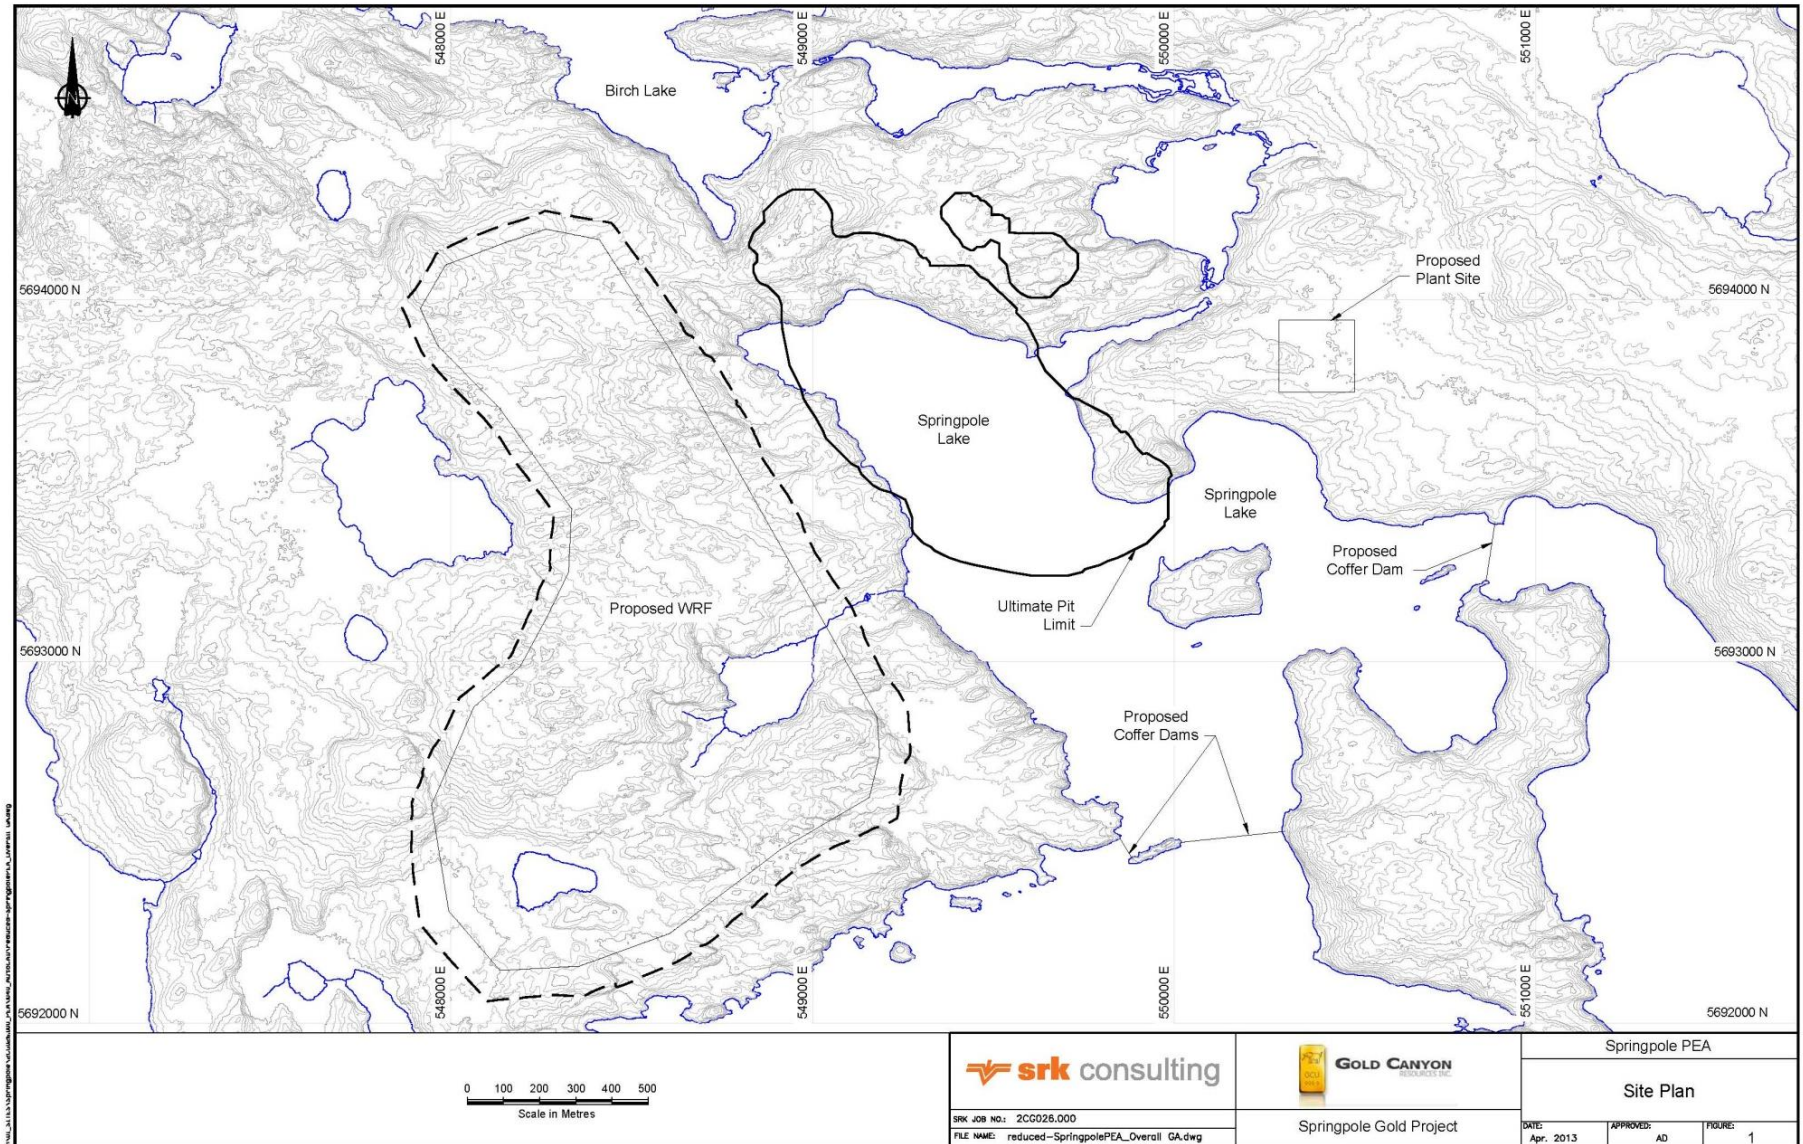 548000 E
549000 E
550000 E
551000 E
N
Birch Lake
Proposed
Plant Site
5694000 N
5694000 N
Springpole
Lake
Springpole
Lake
Proposed
Coffer Dam
Ultimate Pit
Limit
Proposed WRF
5693000 N
5693000 N
Proposed
Coffer Dams
548000 E
549000 E
550000 E
551000 E
5692000 N
5692000 N
0 100 200 300 400 500
Scale in Metres
srk consulting
SRK JOB NO.: 2CG026.000
FILE NAME: reduced-SpringpolePEA_Overall GA.dwg
GCU
GOLD CANYON
RESOURCES INC.
Springpole Gold Project
Springpole PEA
Site Plan
DATE:
Apr. 2013
APPROVED:
AD
FIGURE:
1